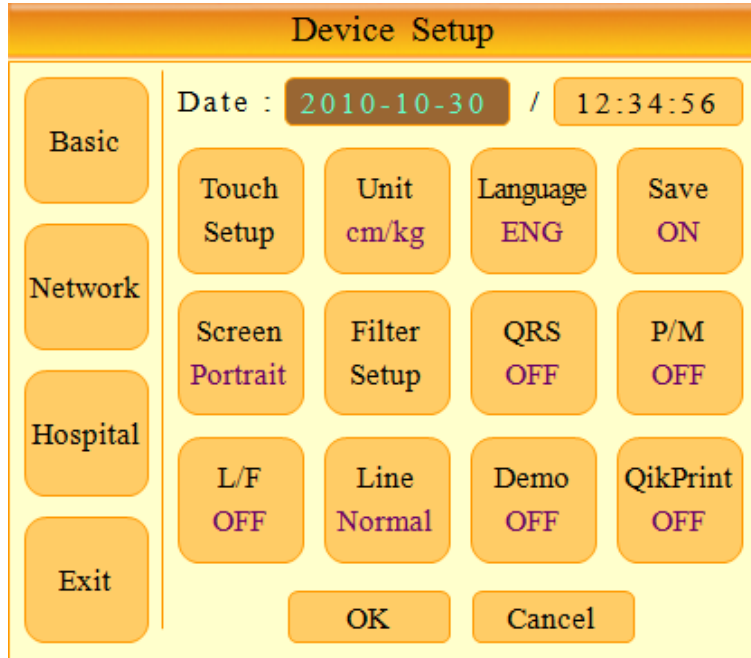 Device Setup
Date : 2010-10-30 / 12:34:56
Basic
Network
Hospital
Exit
Touch
Setup
Unit
cm/kg
Language
ENG
Save
ON
Screen
Portrait
Filter
Setup
QRS
OFF
P/M
OFF
L/F
OFF
Line
Normal
Demo
OFF
QikPrint
OFF
OK
Cancel